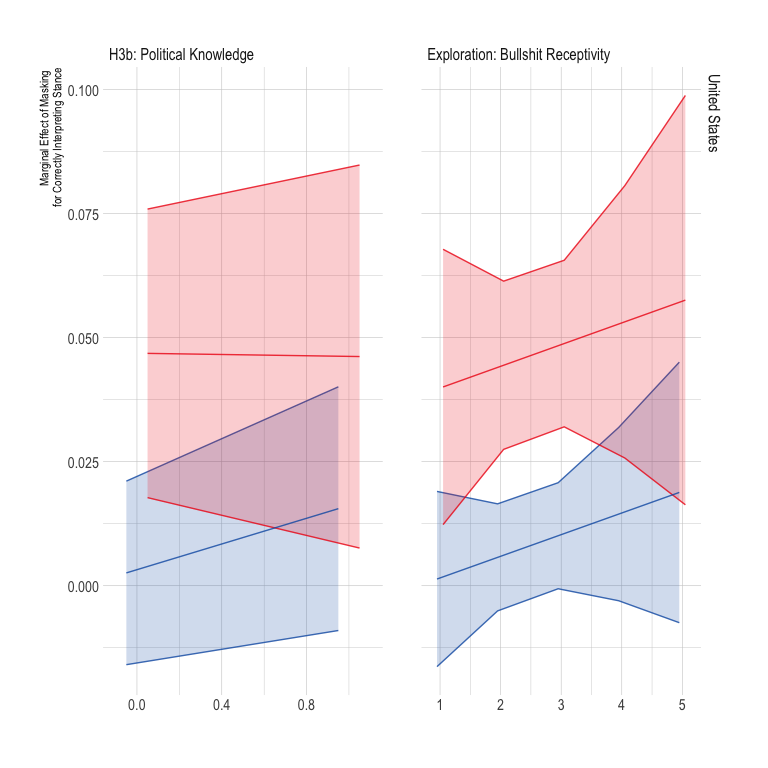 H3b: Political Knowledge
Exploration: Bullshit Receptivity
Marginal Effect of Masking
for Correctly Interpreting Stance
United States
0.100
0.075
0.050
0.025
0.000
0.0 0.4 0.8
1 2 3 4 5